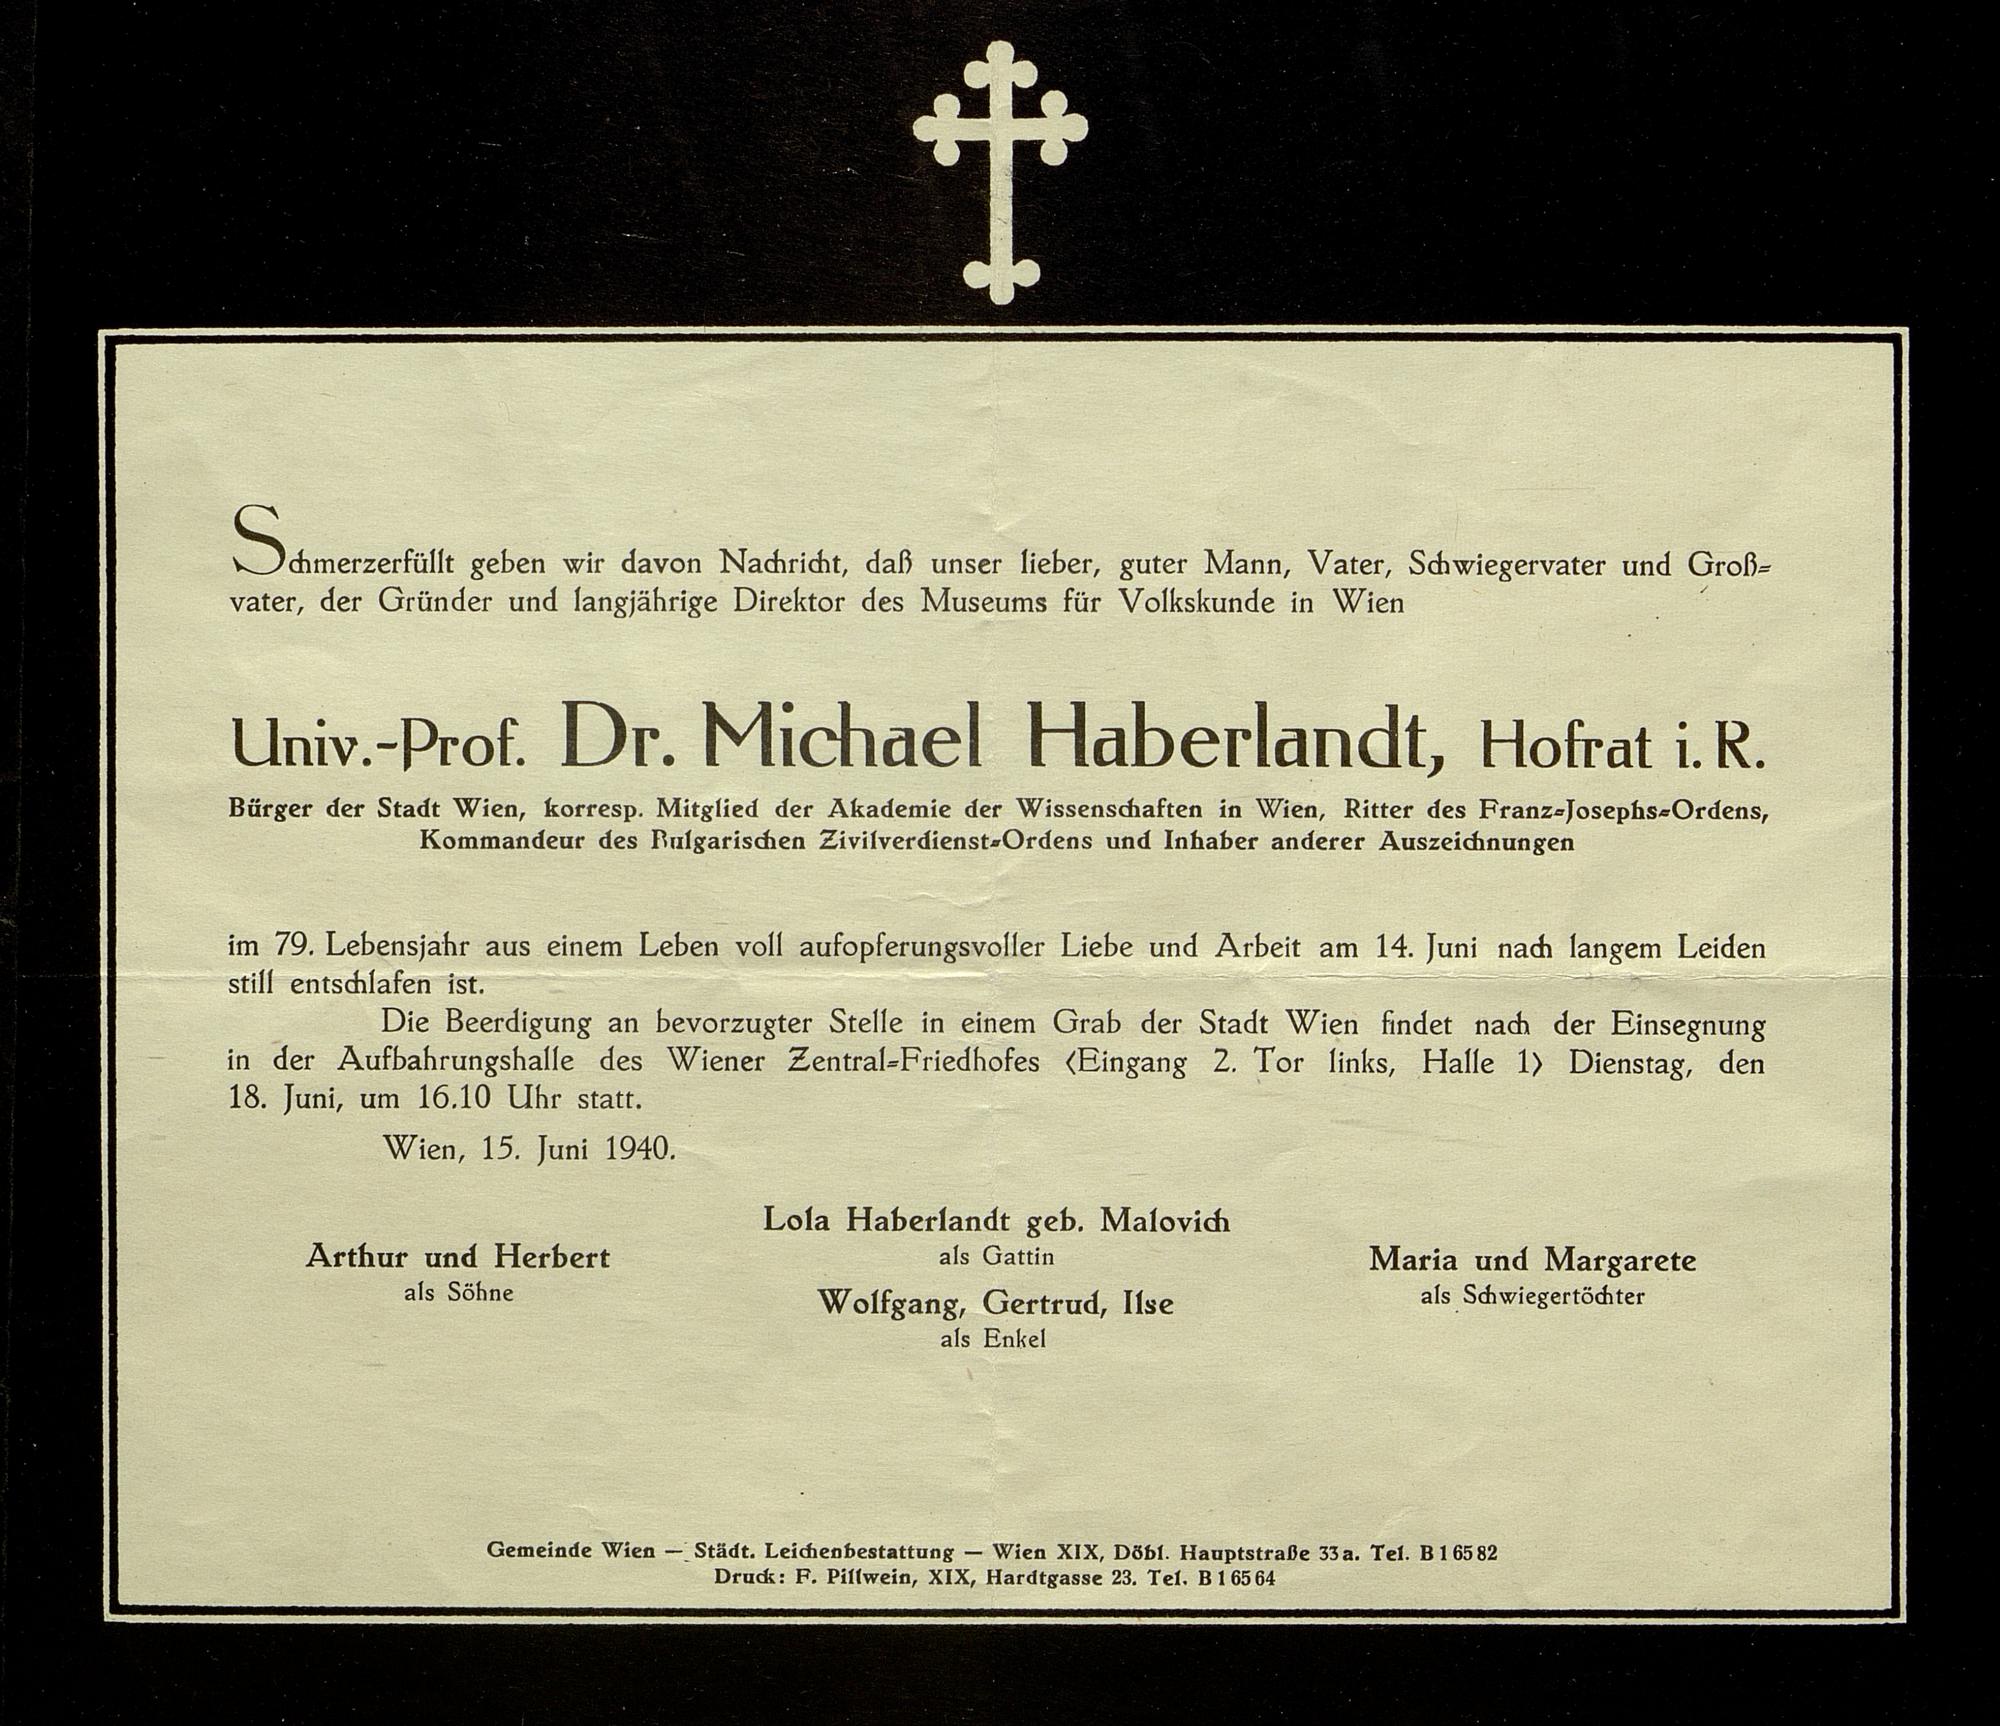 Schmerzerfüllt geben wir davon Nachricht, daß unser lieber, guter Mann, Vater, Schwiegervater und Groß-
vater, der Gründer und langjährige Direktor des Museums für Volkskunde in Wien
Univ.-Prof. Dr. Michael Haberlandt, Hofrat i. R.
Bürger der Stadt Wien, korresp. Mitglied der Akademie der Wissenschaften in Wien, Ritter des Franz-Josephs-Ordens,
Kommandeur des Bulgarischen Zivilverdienst-Ordens und Inhaber anderer Auszeichnungen
im 79. Lebensjahr aus einem Leben voll aufopferungsvoller Liebe und Arbeit am 14. Juni nach langem Leiden
still entschlafen ist.
Die Beerdigung an bevorzugter Stelle in einem Grab der Stadt Wien findet nach der Einsegnung
in der Aufbahrungshalle des Wiener Zentral-Friedhofes (Eingang 2. Tor links, Halle 1) Dienstag, den
18. Juni, um 16.10 Uhr statt.
Wien, 15. Juni 1940.
Lola Haberlandt geb. Malovich
als Gattin
Arthur und Herbert
als Söhne
Maria und Margarete
als Schwiegertöchter
Wolfgang, Gertrud, Ilse
als Enkel
Gemeinde Wien — Städt. Leichenbestattung — Wien XIX, Döbl. Hauptstraße 33a. Tel. B 1 65 82
Druck: F. Pillwein, XIX, Hardtgasse 23. Tel. B 1 65 64